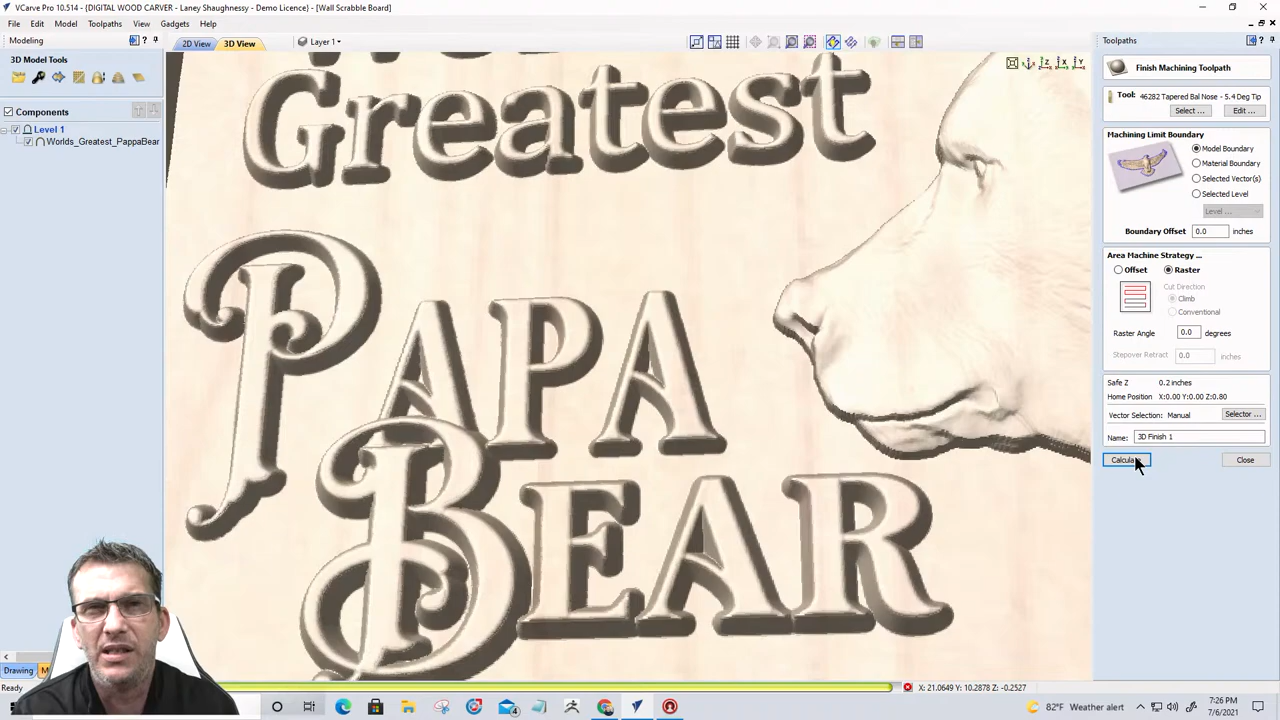 VCarve Pro 10.514 - {DIGITAL WOOD CARVER - Laney Shaughnessy - Demo Licence} - [Wall Scrabble Board]
File Edit Model Toolpaths View Gadgets Help
Modeling
2D View 3D View Layer 1
Toolpaths
3D Model Tools
Components
Level 1
Worlds_Greatest_PappaBear
Greatest
PAPA
BEAR
Finish Machining Toolpath
Tool: 46282 Tapered Bal Nose - 5.4 Deg Tip
Select ... Edit ...
Machining Limit Boundary
Model Boundary
Material Boundary
Selected Vector(s)
Selected Level
Level ...
Boundary Offset 0.0 inches
Area Machine Strategy ...
Offset Raster
Cut Direction
Climb
Conventional
Raster Angle 0.0 degrees
Stepover Retract 0.0 inches
Safe Z 0.2 inches
Home Position X:0.00 Y:0.00 Z:0.80
Vector Selection: Manual Selector ...
Name: 3D Finish 1
Close
Drawing
Ready
X: 21.0649 Y: 10.2878 Z: -0.2527
4
82°F Weather alert
7:26 PM
7/6/2021